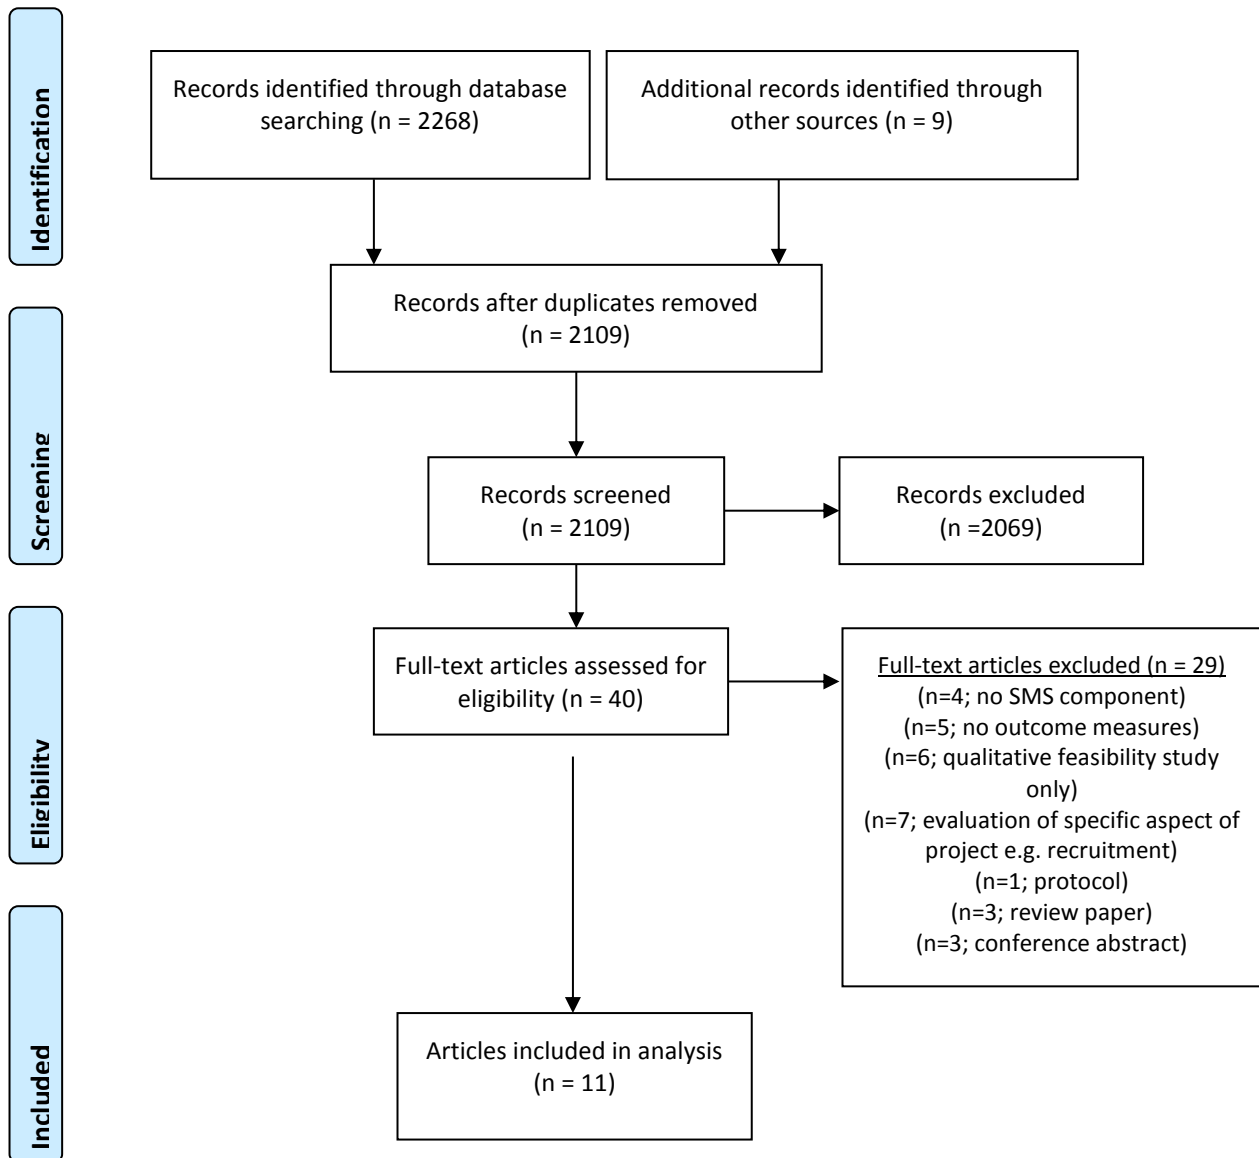 Identification
Records identified through database
searching (n = 2268)
Additional records identified through
other sources (n = 9)
Records after duplicates removed
(n = 2109)
Screening
Records screened
(n = 2109)
Records excluded
(n =2069)
Eligibility
Full-text articles assessed for
eligibility (n = 40)
Full-text articles excluded (n = 29)
(n=4; no SMS component)
(n=5; no outcome measures)
(n=6; qualitative feasibility study
only)
(n=7; evaluation of specific aspect of
project e.g. recruitment)
(n=1; protocol)
(n=3; review paper)
(n=3; conference abstract)
Included
Articles included in analysis
(n = 11)